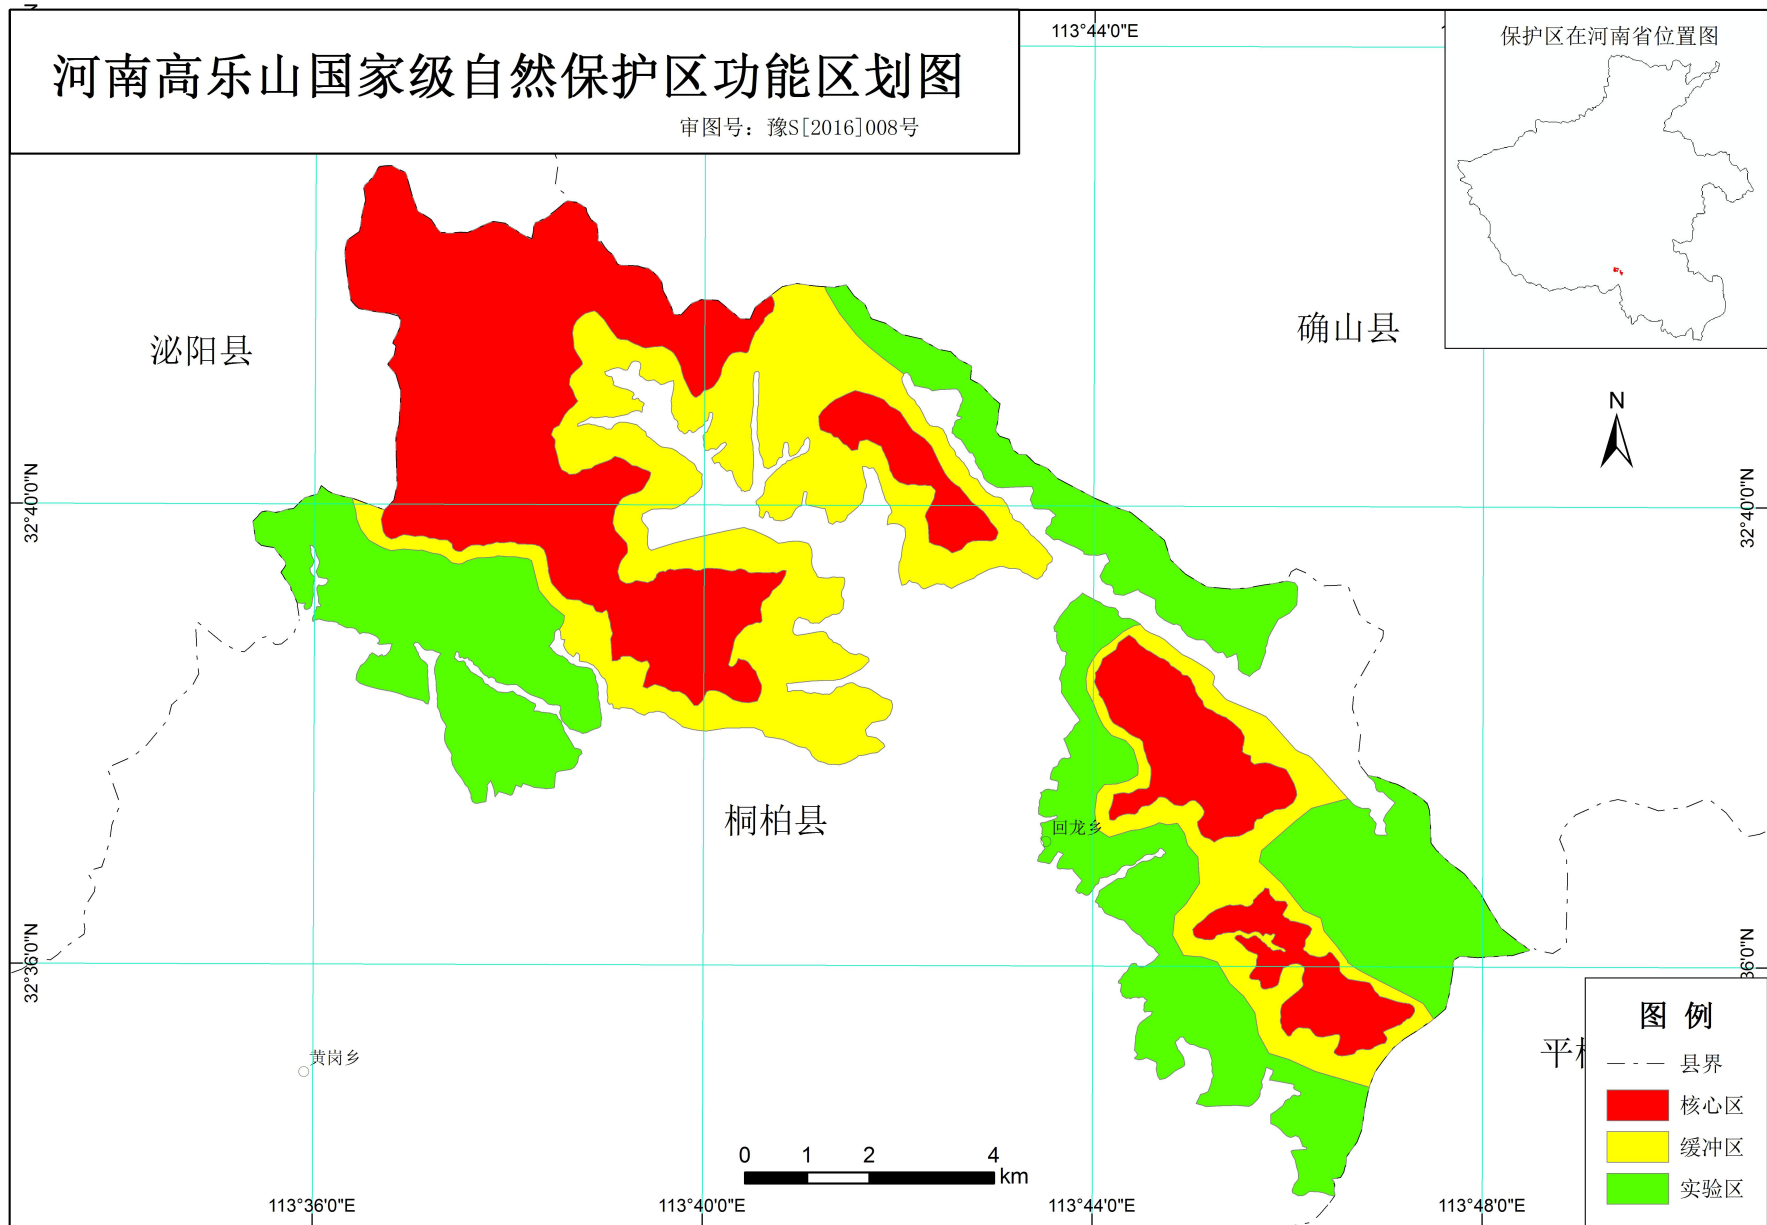 河南高乐山国家级自然保护区功能区划图
审图号：豫S[2016]008号
113°44'0"E
保护区在河南省位置图
泌阳县
确山县
N
32°40'0"N
32°40'0"N
桐柏县
回龙乡
32°36'0"N
36'0"N
黄岗乡
平
图 例
县界
核心区
缓冲区
实验区
0 1 2 4
km
113°36'0"E
113°40'0"E
113°44'0"E
113°48'0"E